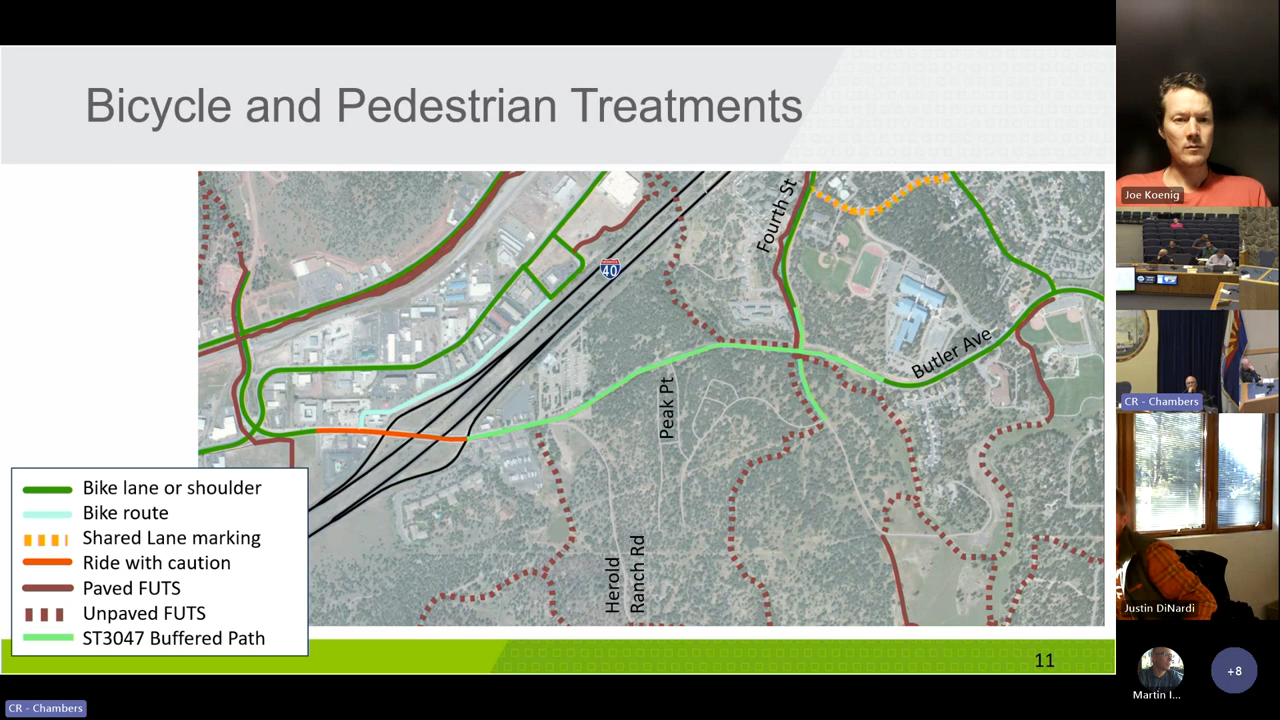 Bicycle and Pedestrian Treatments
Fourth St
40
Butler Ave
Peak Pt
Herold
Ranch Rd
Bike lane or shoulder
Bike route
Shared Lane marking
Ride with caution
Paved FUTS
Unpaved FUTS
ST3047 Buffered Path
11
CR - Chambers
Joe Koenig
CR - Chambers
Justin DiNardi
Martin I...
+8